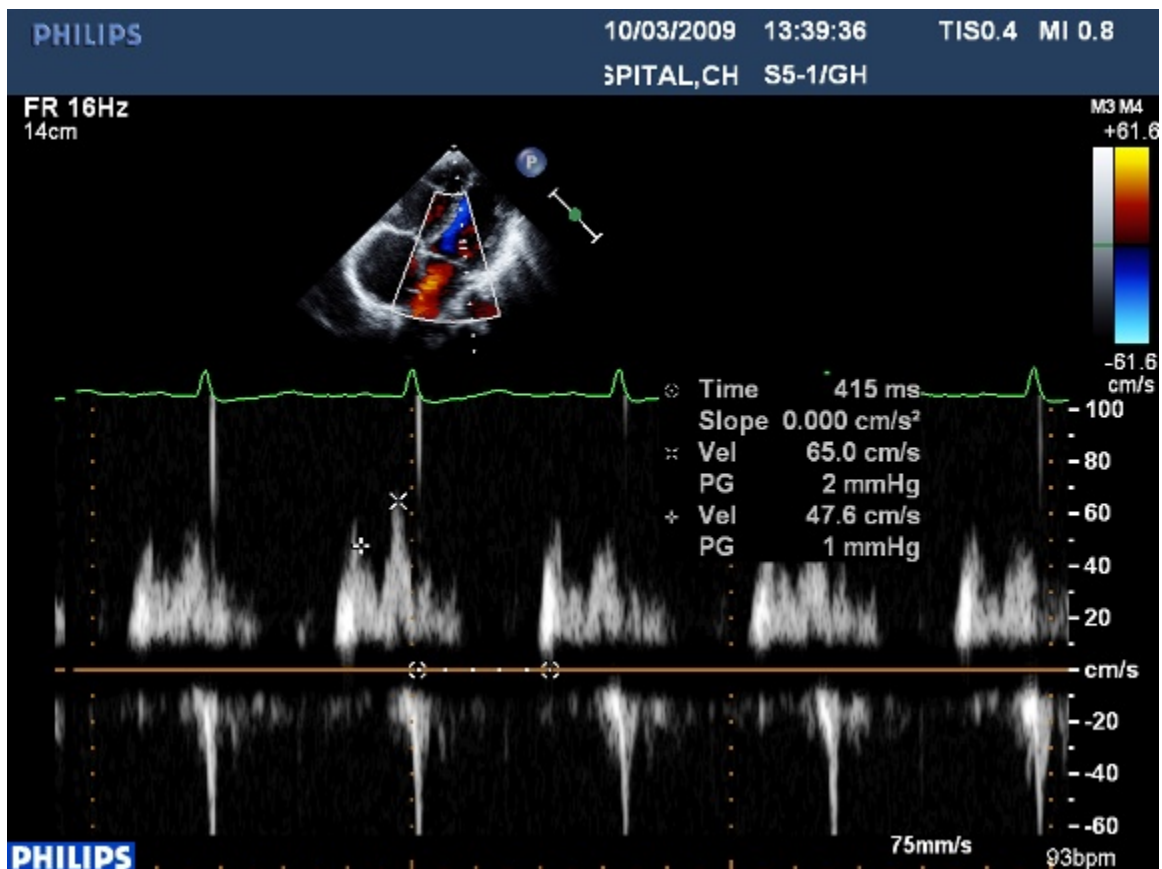 PHILIPS
10/03/2009 13:39:36 TIS0.4 MI 0.8
SPITAL,CH S5-1/GH
FR 16Hz
14cm
M3 M4
+61.6
P
-61.6
cm/s
Time 415 ms
Slope 0.000 cm/s²
Vel 65.0 cm/s
PG 2 mmHg
Vel 47.6 cm/s
PG 1 mmHg
100
80
60
40
20
cm/s
-20
-40
-60
75mm/s
93bpm
PHILIPS